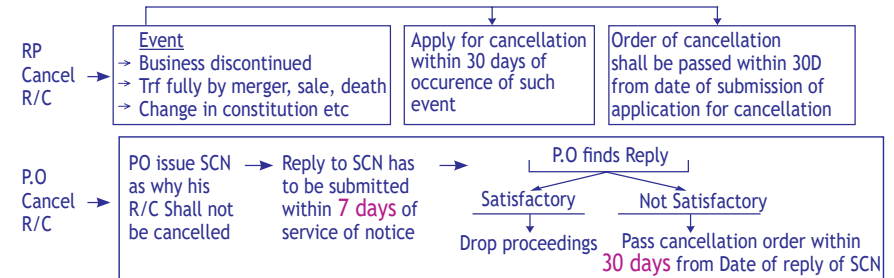 RP
Cancel
R/C
Event
→ Business discontinued
→ Trf fully by merger, sale, death
→ Change in constitution etc
Apply for cancellation
within 30 days of
occurence of such
event
Order of cancellation
shall be passed within 30D
from date of submission of
application for cancellation
P.O
Cancel
R/C
PO issue SCN
as why his
R/C Shall not
be cancelled
Reply to SCN has
to be submitted
within 7 days of
service of notice
P.O finds Reply
Satisfactory
Drop proceedings
Not Satisfactory
Pass cancellation order within
30 days from Date of reply of SCN